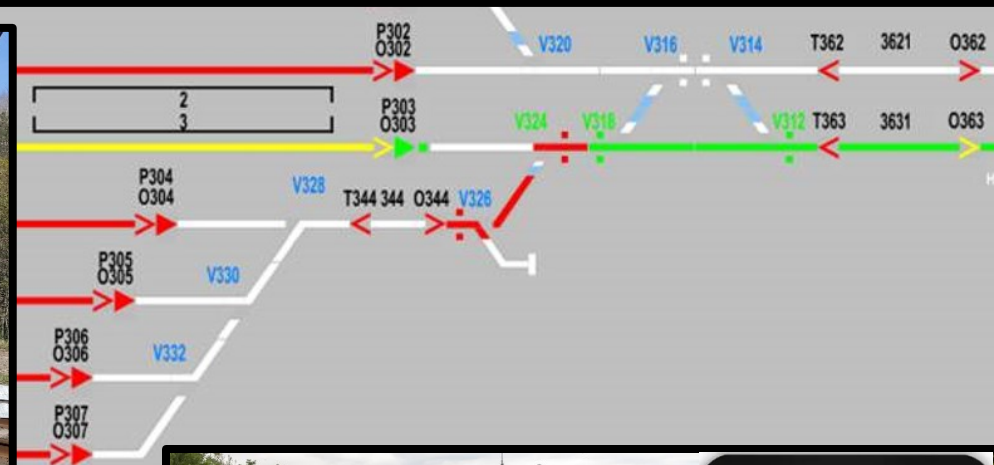 P302
O302
V320
V316
V314
T362
3621
O362
2
3
P303
O303
V324
V318
V312
T363
3631
O363
H
P304
O304
V328
T344 344 O344
V326
P305
O305
V330
P306
O306
V332
P307
O307